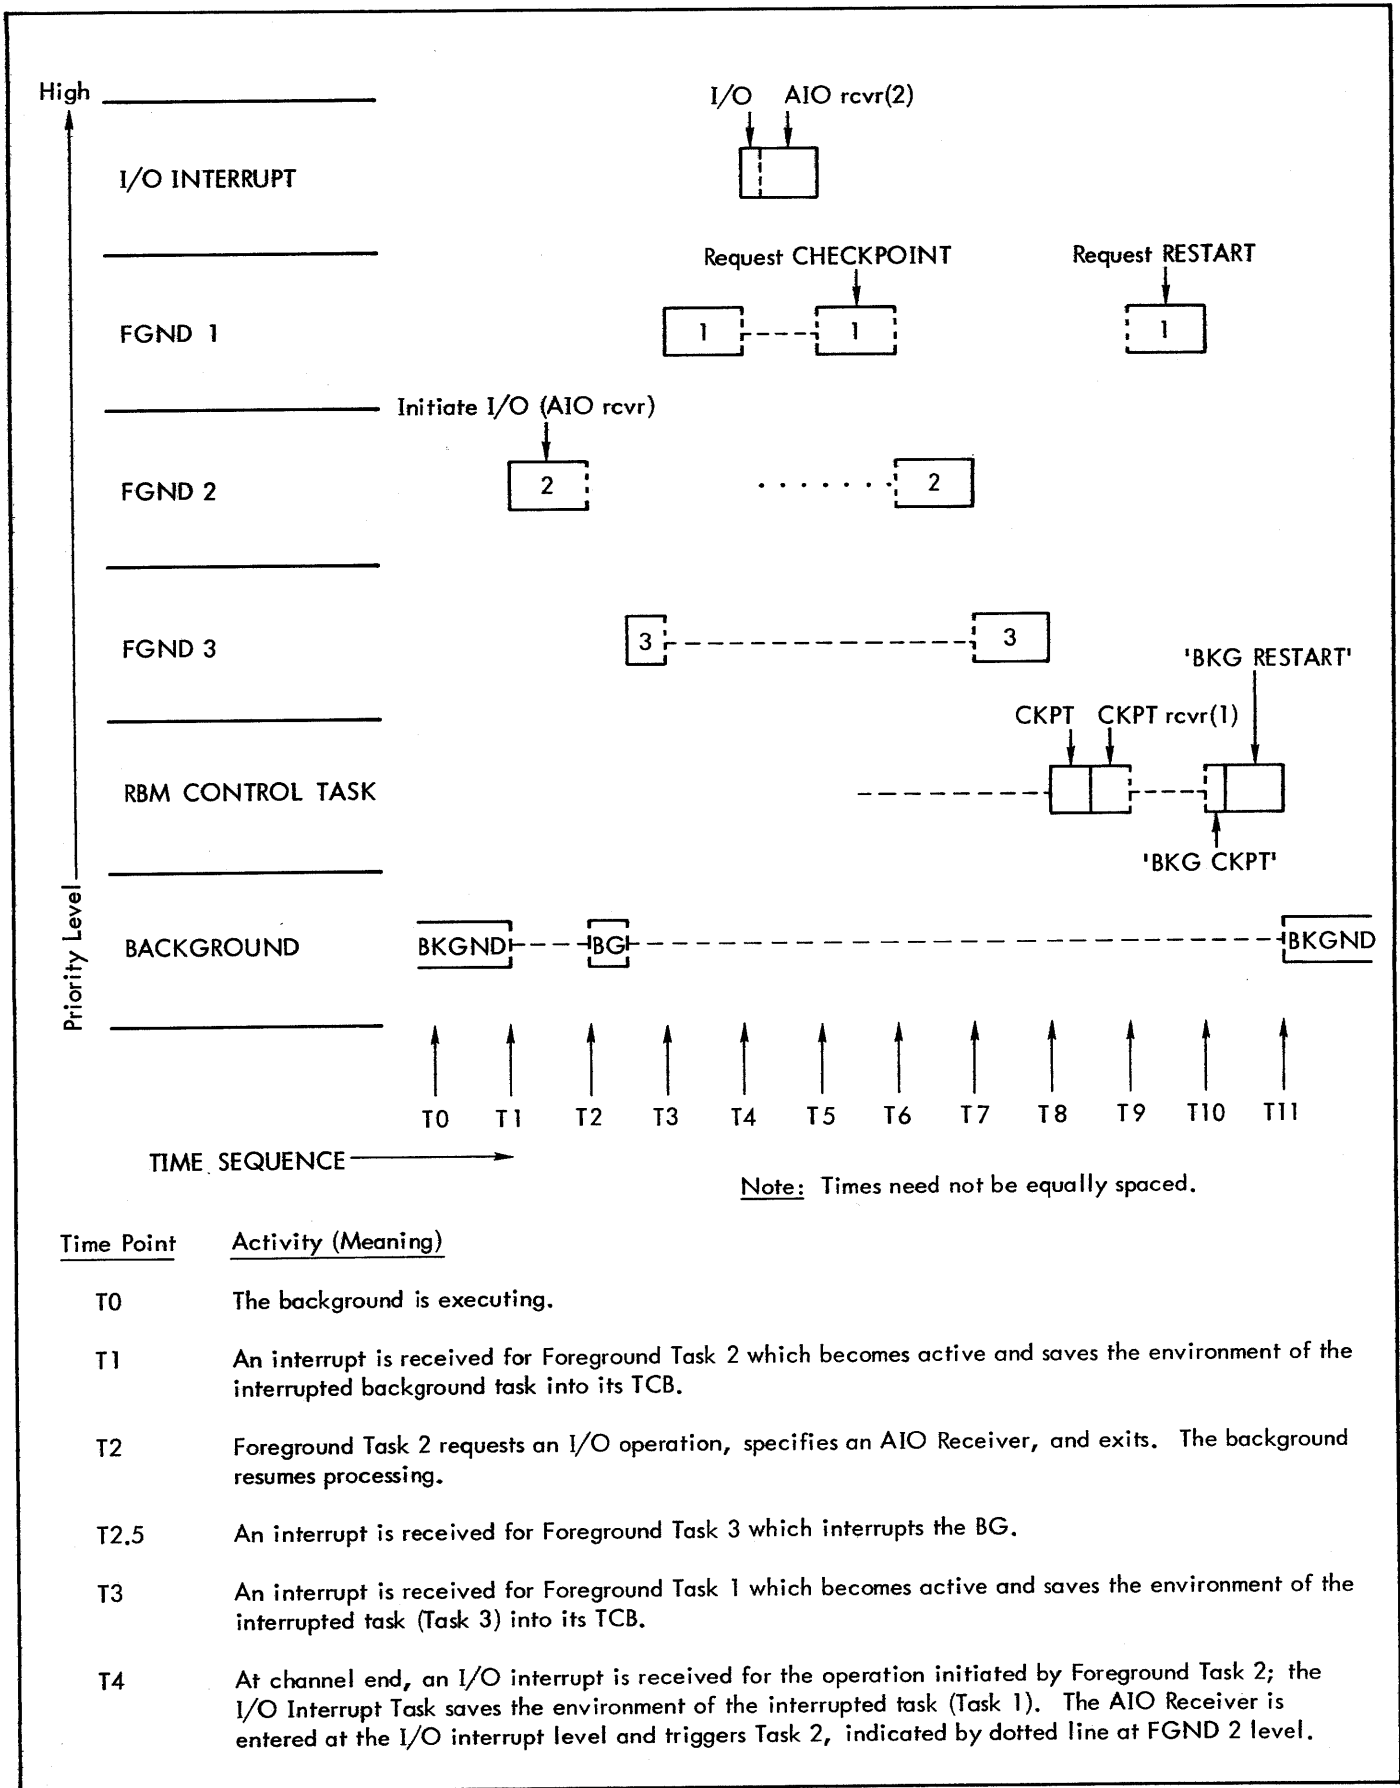 High
I/O AIO rcvr(2)
I/O INTERRUPT
Request CHECKPOINT Request RESTART
FGND 1 1 1 1
Initiate I/O (AIO rcvr)
FGND 2 2 2
FGND 3 3 3
'BKG RESTART'
CKPT CKPT rcvr(1)
RBM CONTROL TASK
'BKG CKPT'
Priority Level
BACKGROUND BKGND BG BKGND
T0 T1 T2 T3 T4 T5 T6 T7 T8 T9 T10 T11
TIME SEQUENCE
Note: Times need not be equally spaced.
Time Point Activity (Meaning)
T0 The background is executing.
T1 An interrupt is received for Foreground Task 2 which becomes active and saves the environment of the
interrupted background task into its TCB.
T2 Foreground Task 2 requests an I/O operation, specifies an AIO Receiver, and exits. The background
resumes processing.
T2.5 An interrupt is received for Foreground Task 3 which interrupts the BG.
T3 An interrupt is received for Foreground Task 1 which becomes active and saves the environment of the
interrupted task (Task 3) into its TCB.
T4 At channel end, an I/O interrupt is received for the operation initiated by Foreground Task 2; the
I/O Interrupt Task saves the environment of the interrupted task (Task 1). The AIO Receiver is
entered at the I/O interrupt level and triggers Task 2, indicated by dotted line at FGND 2 level.